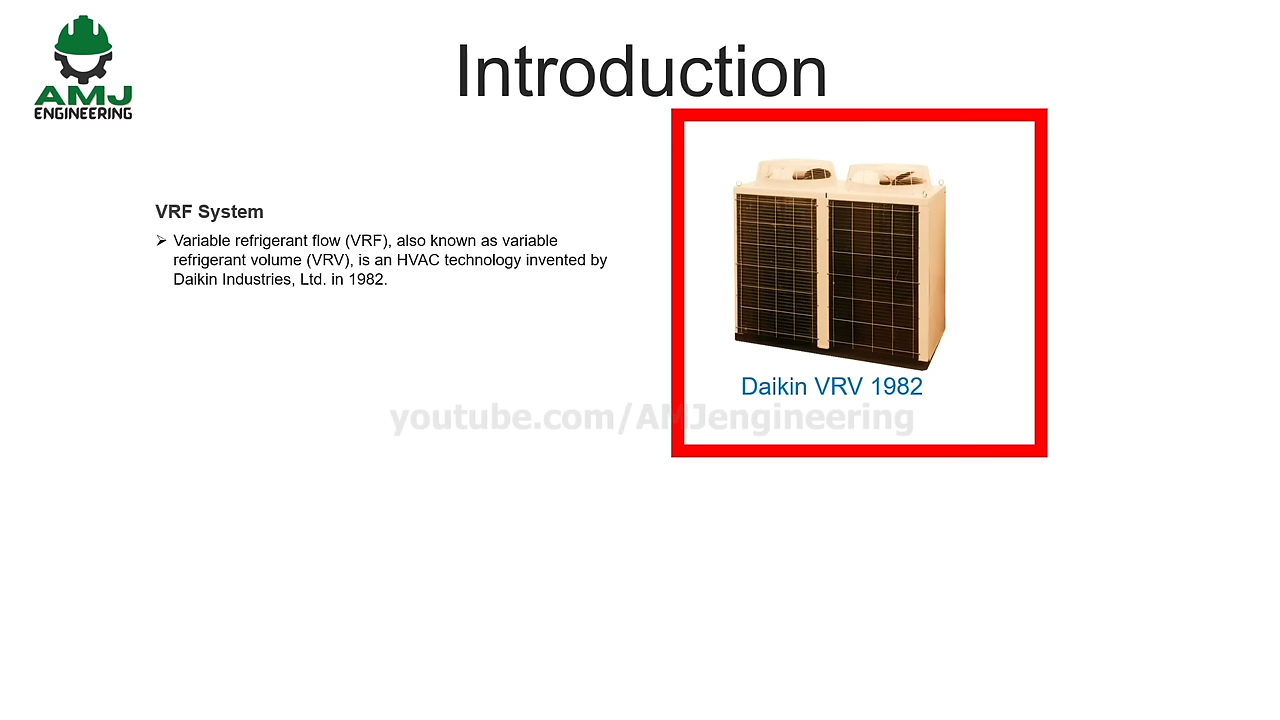 AMJ
ENGINEERING
Introduction
VRF System
Variable refrigerant flow (VRF), also known as variable
refrigerant volume (VRV), is an HVAC technology invented by
Daikin Industries, Ltd. in 1982.
Daikin VRV 1982
youtube.com/AMJengineering